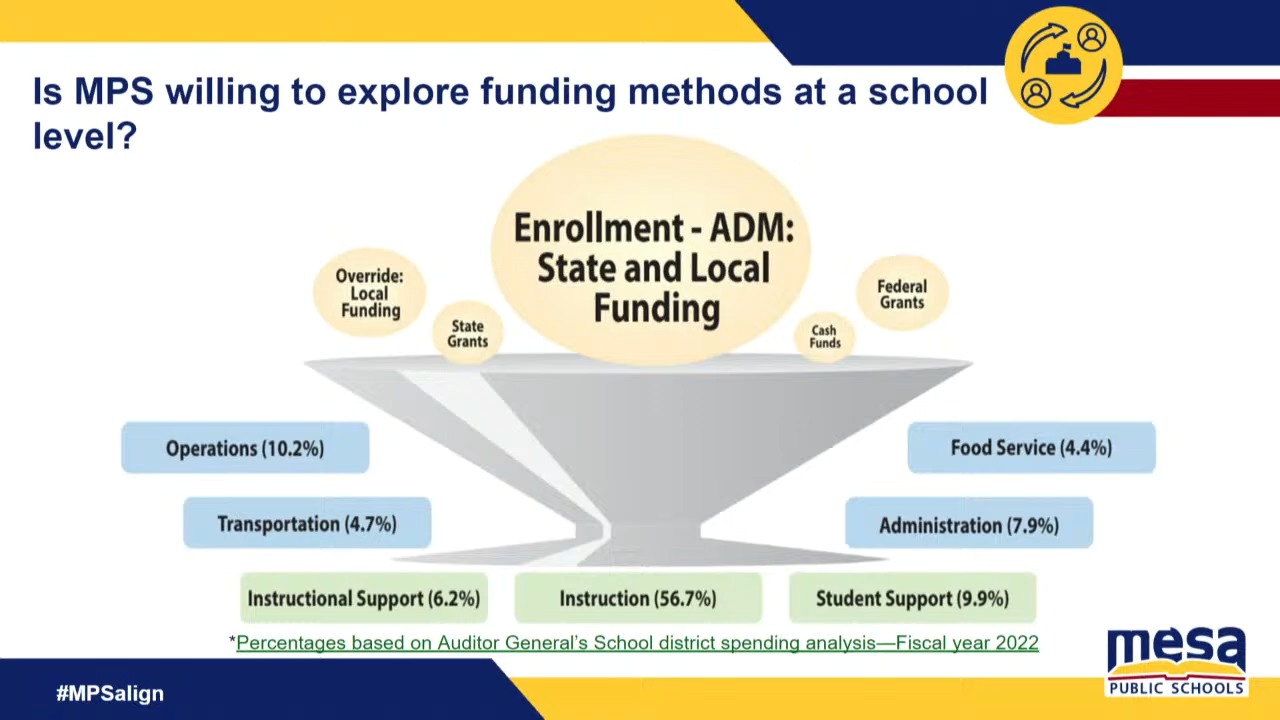 Is MPS willing to explore funding methods at a school
level?
Enrollment - ADM:
State and Local
Funding
Override:
Local
Funding
State
Grants
Cash
Funds
Federal
Grants
Operations (10.2%)
Food Service (4.4%)
Transportation (4.7%)
Administration (7.9%)
Instructional Support (6.2%)
Instruction (56.7%)
Student Support (9.9%)
*Percentages based on Auditor General's School district spending analysis—Fiscal year 2022
#MPSalign
mesa
PUBLIC SCHOOLS